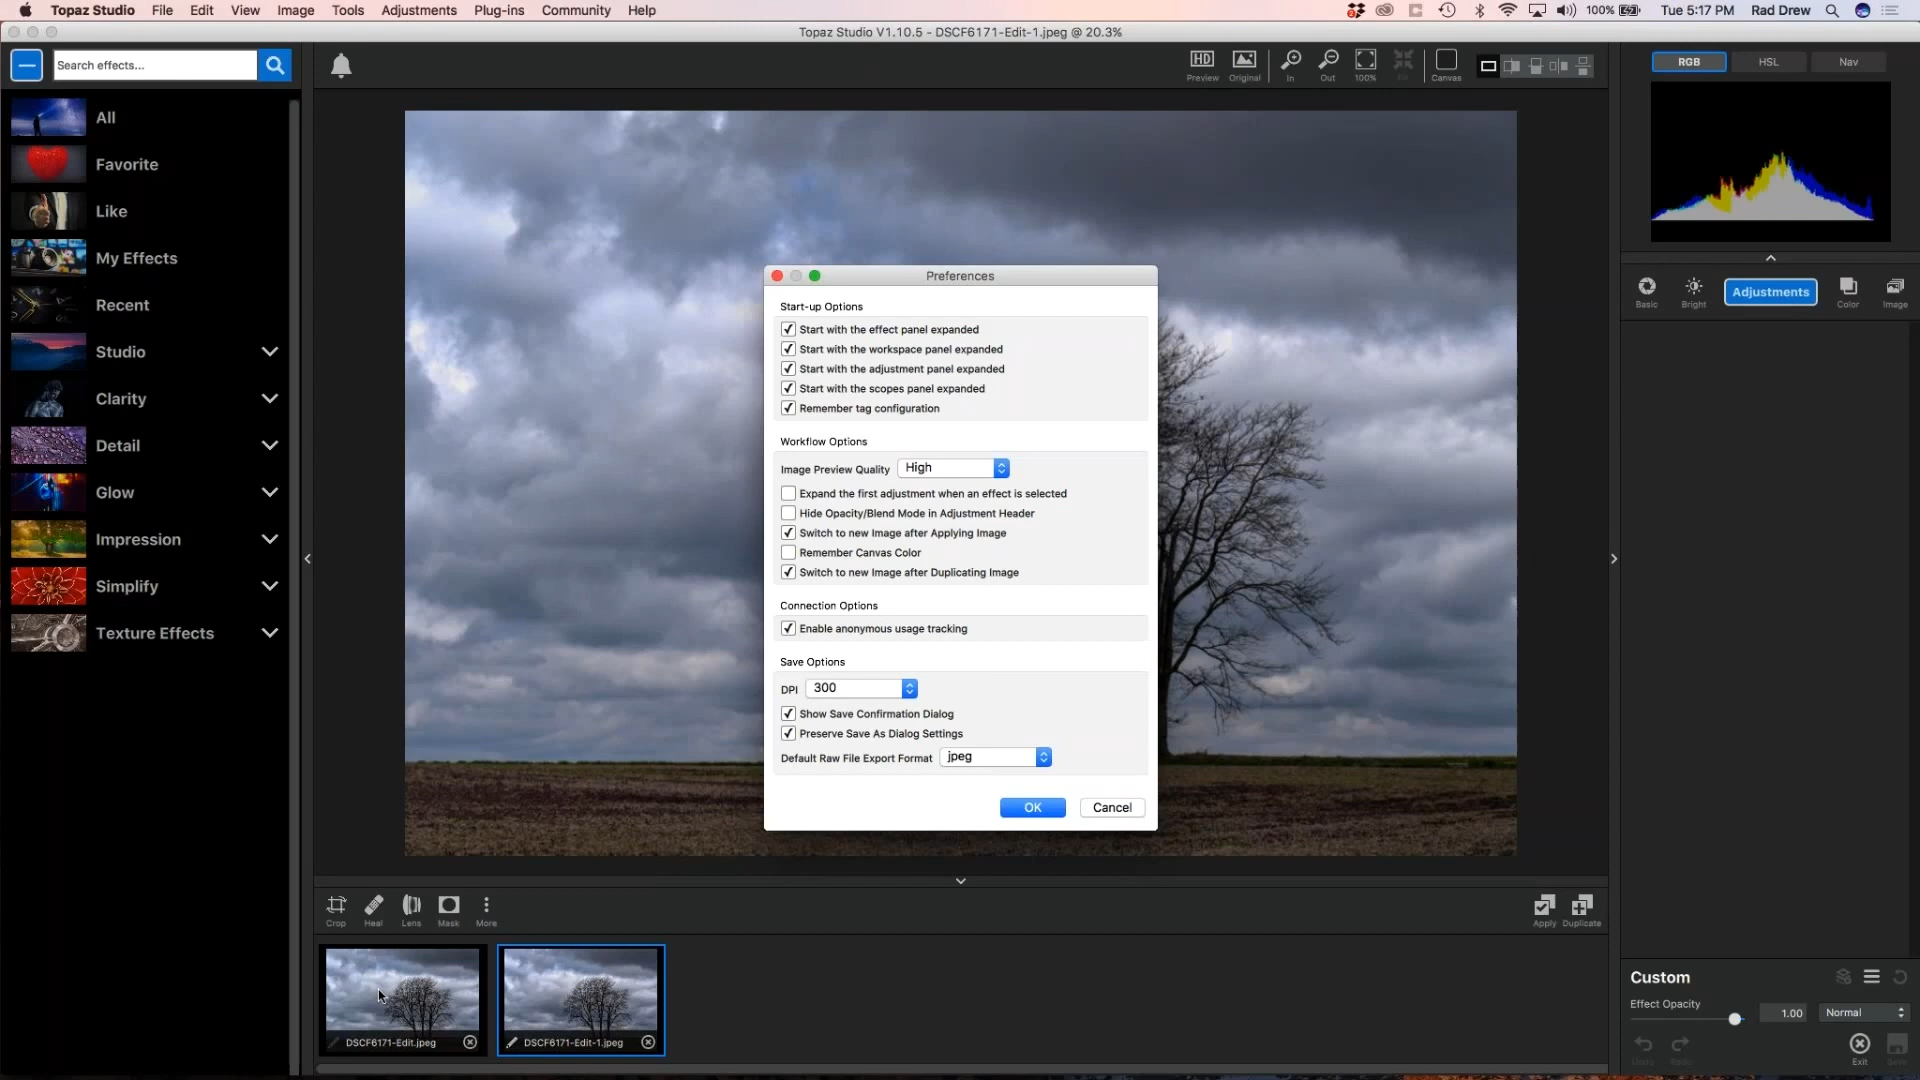 Topaz Studio File Edit View Image Tools Adjustments Plug-ins Community Help 100% Tue 5:17 PM Rad Drew
Topaz Studio V1.10.5 - DSCF6171-Edit-1.jpeg @ 20.3%
Search effects...
HD
Preview Original In Out 100% Fit Canvas
RGB HSL Nav
All
Favorite
Like
My Effects
Recent
Studio
Clarity
Detail
Glow
Impression
Simplify
Texture Effects
Preferences
Start-up Options
Start with the effect panel expanded
Start with the workspace panel expanded
Start with the adjustment panel expanded
Start with the scopes panel expanded
Remember tag configuration
Workflow Options
Image Preview Quality High
Expand the first adjustment when an effect is selected
Hide Opacity/Blend Mode in Adjustment Header
Switch to new Image after Applying Image
Remember Canvas Color
Switch to new Image after Duplicating Image
Connection Options
Enable anonymous usage tracking
Save Options
DPI 300
Show Save Confirmation Dialog
Preserve Save As Dialog Settings
Default Raw File Export Format jpeg
OK Cancel
Basic Bright Adjustments Color Image
Crop Heal Lens Mask More
Apply Duplicate
DSCF6171-Edit.jpeg
DSCF6171-Edit-1.jpeg
Custom
Effect Opacity 1.00 Normal
Undo Redo Exit Save